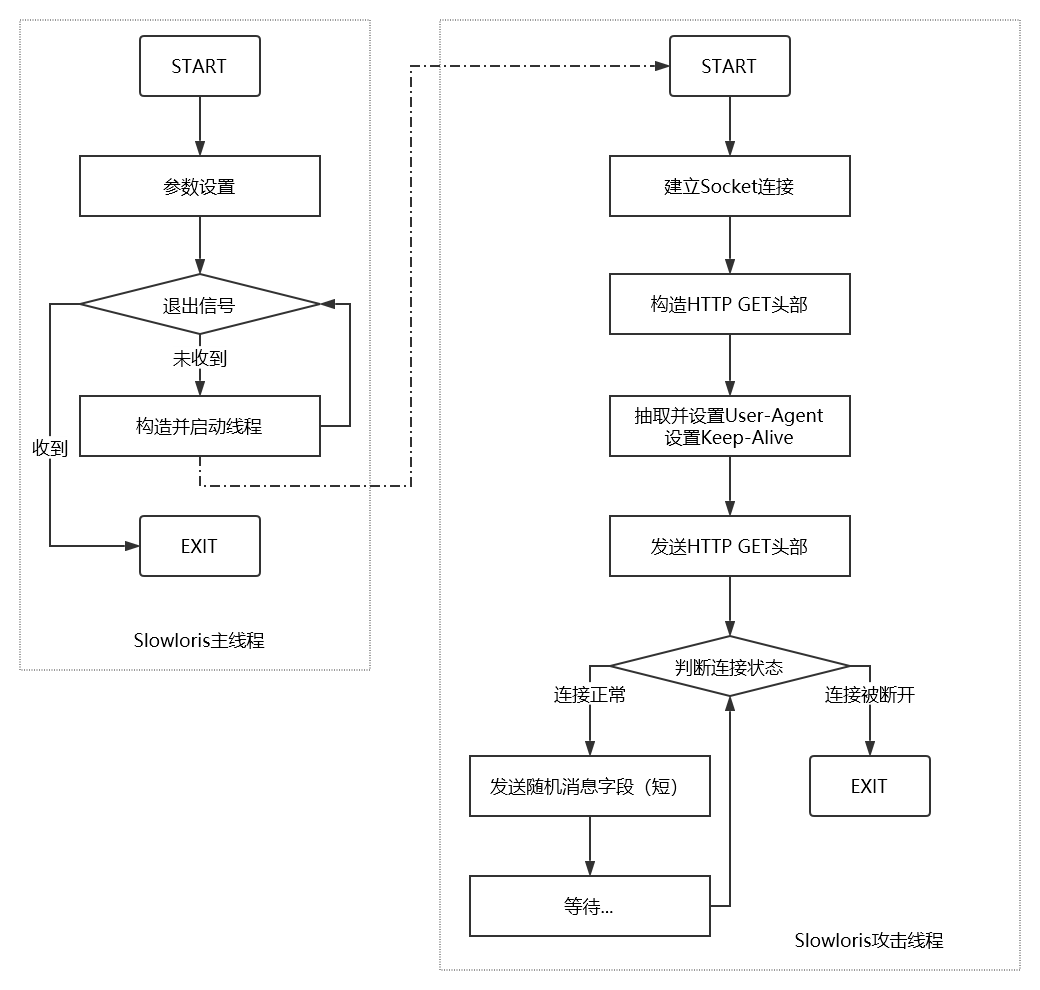 START
参数设置
退出信号
未收到
构造并启动线程
收到
EXIT
Slowloris主线程
START
建立Socket连接
构造HTTP GET头部
抽取并设置User-Agent
设置Keep-Alive
发送HTTP GET头部
判断连接状态
连接正常
连接被断开
发送随机消息字段（短）
EXIT
等待...
Slowloris攻击线程